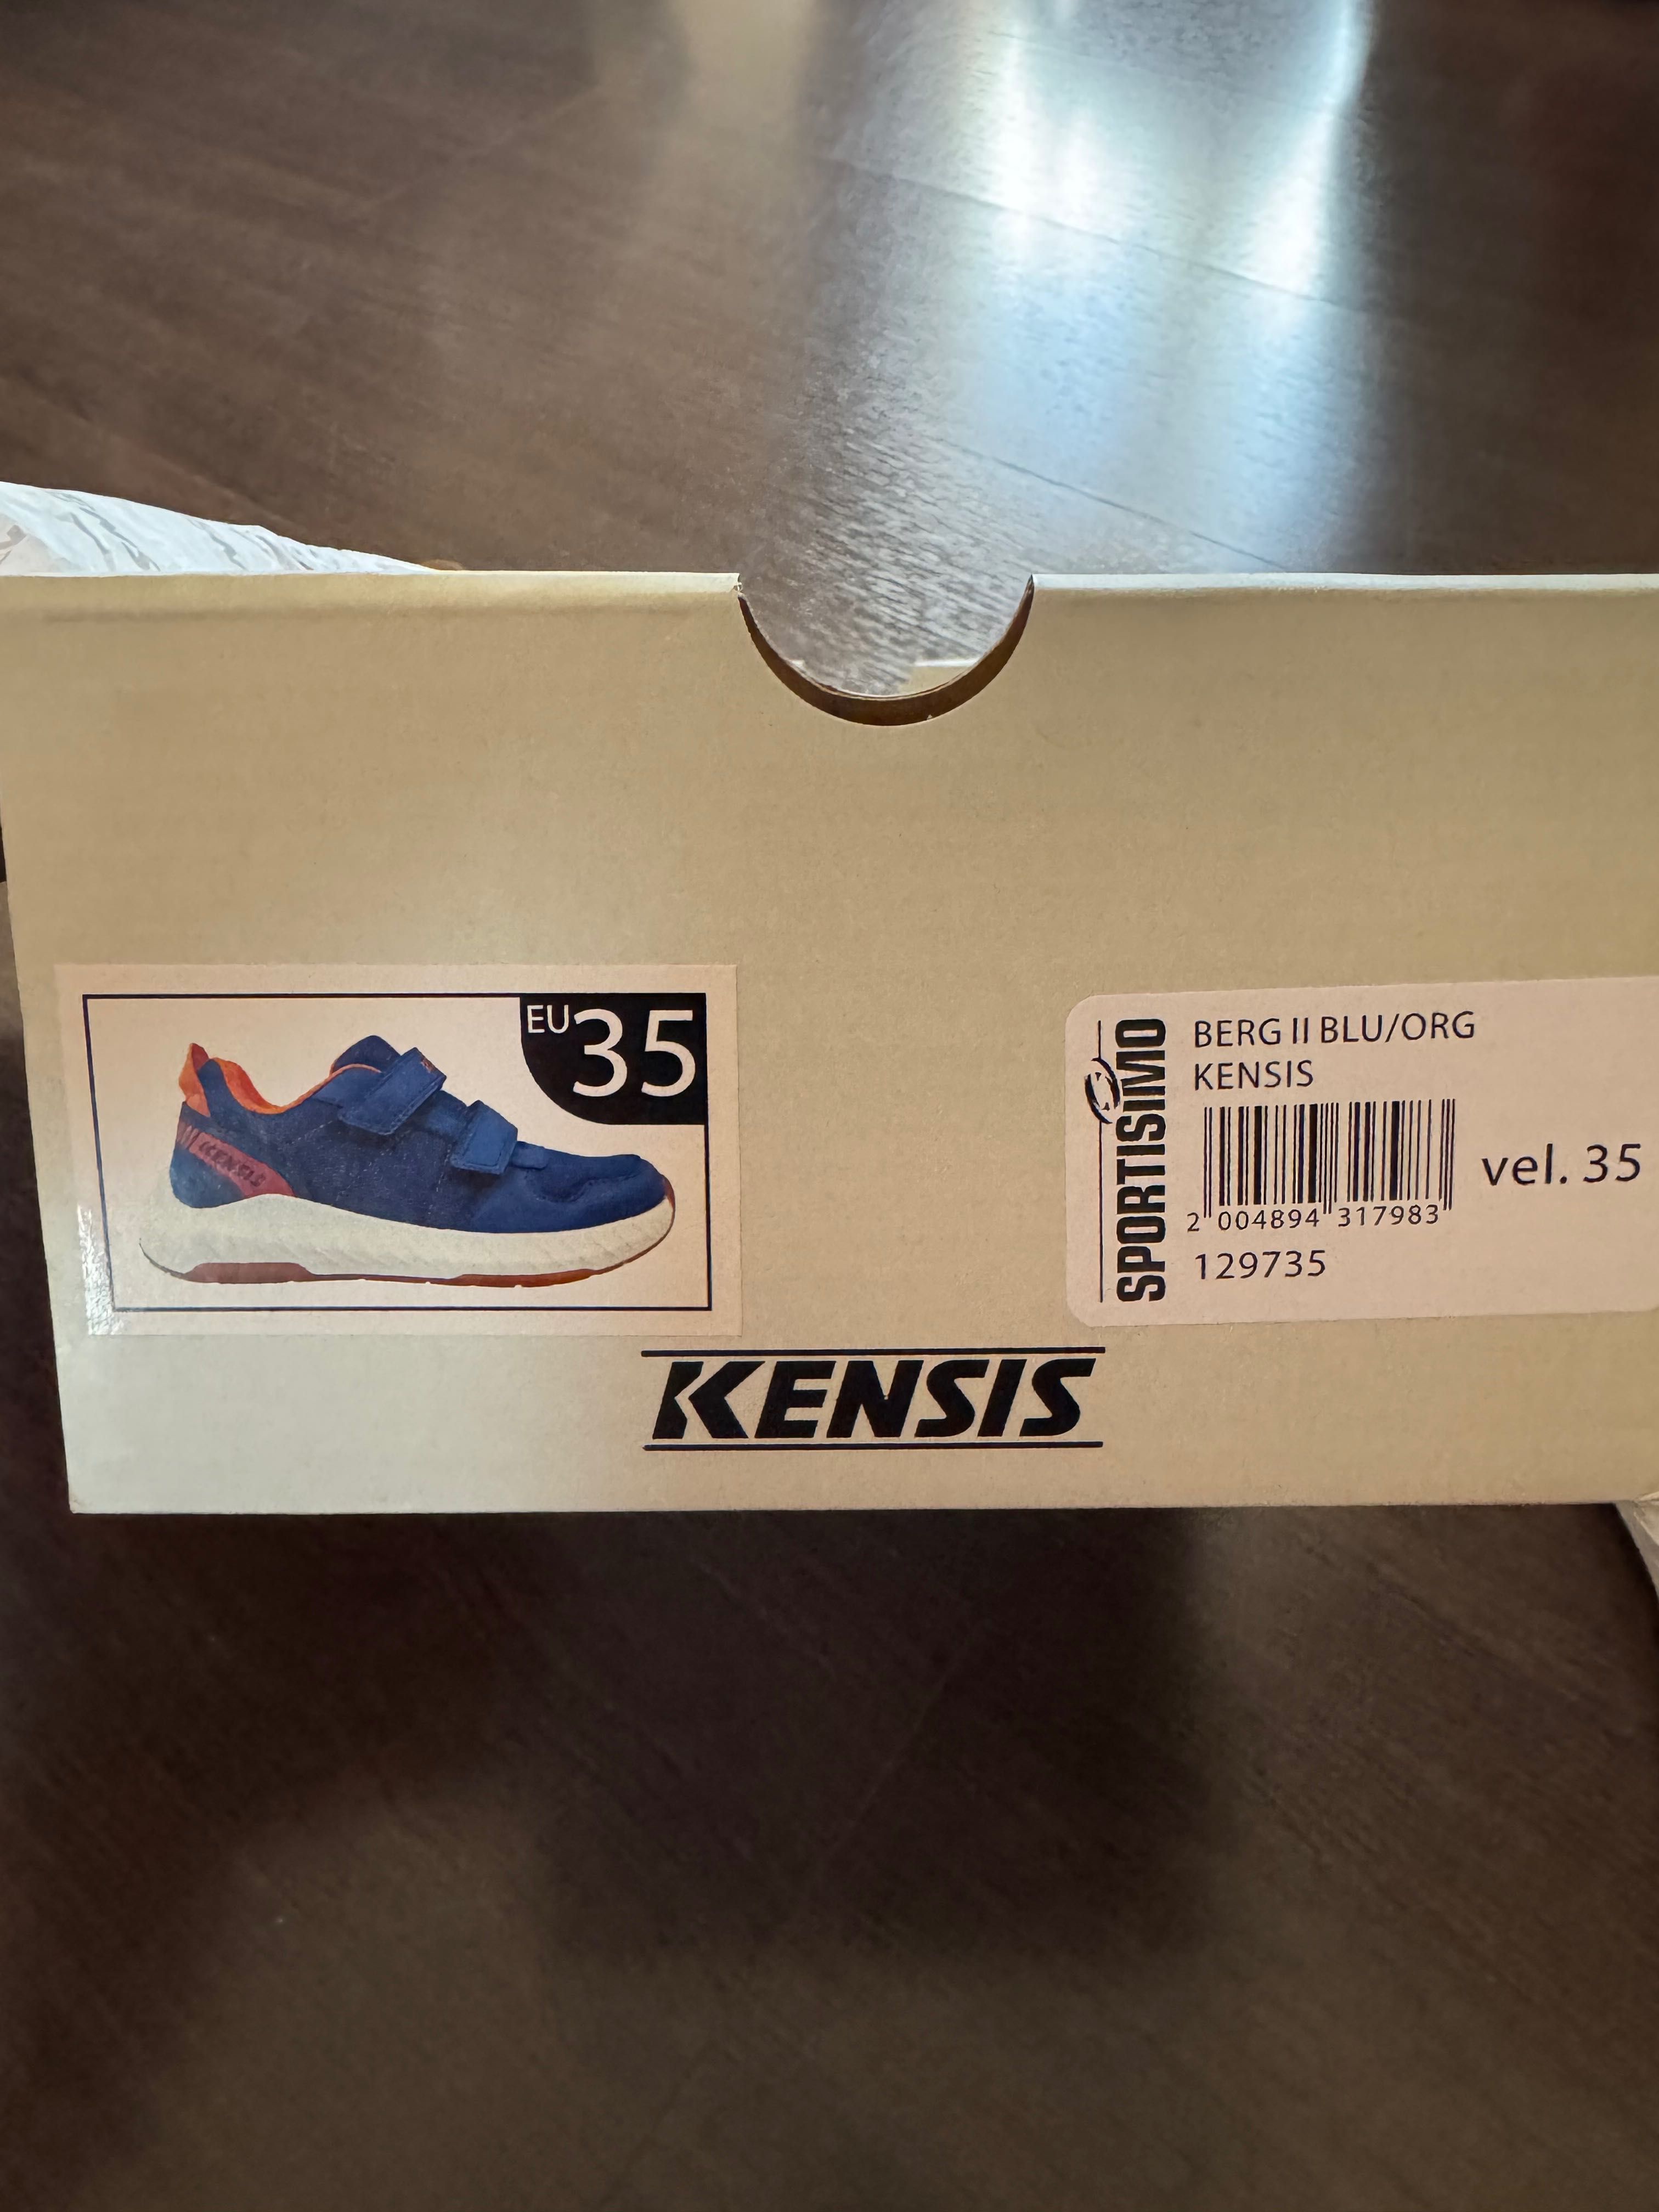 EU 35
KENSIS
SPORTISIMO
BERG II BLU/ORG
KENSIS
2 004894 317983
vel. 35
129735
KENSIS